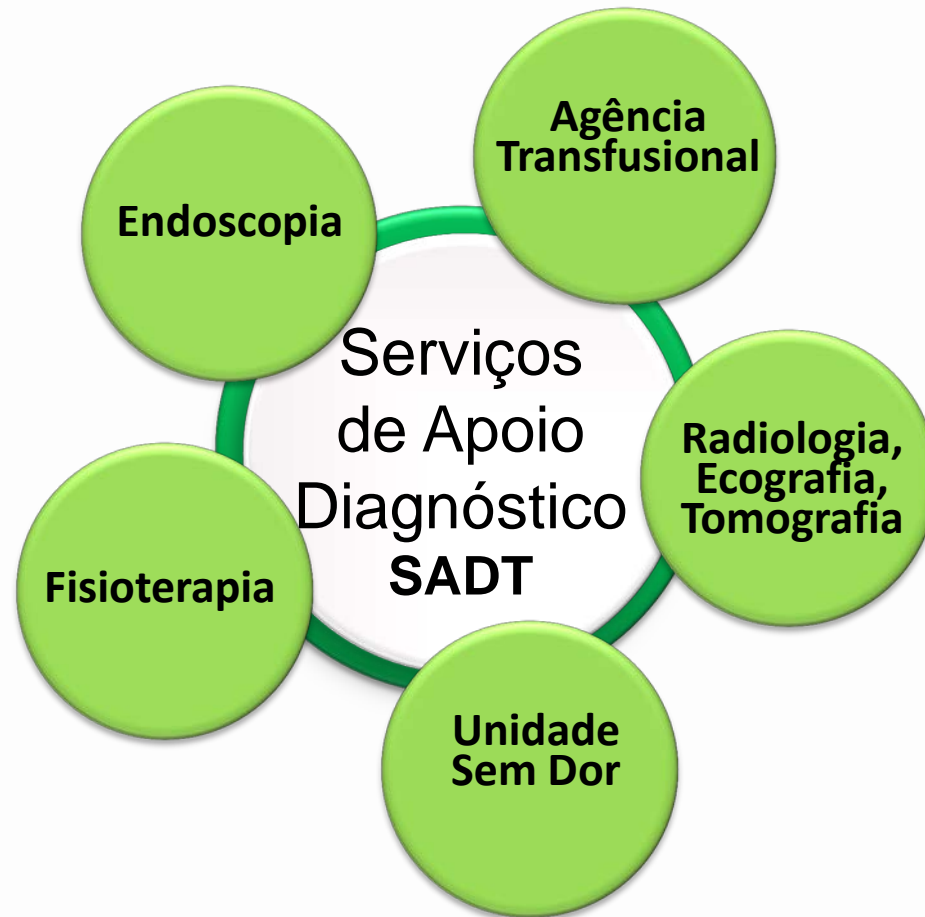 Agência
Transfusional
Endoscopia
Serviços
de Apoio
Diagnóstico
SADT
Radiologia,
Ecografia,
Tomografia
Fisioterapia
Unidade
Sem Dor